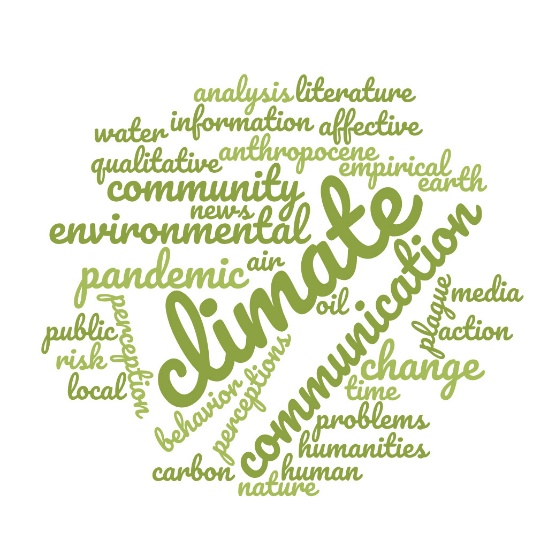 analysis literature
water information affective
qualitative anthropocene empirical
community earth
news
environmental climate
pandemic air
communication
oil
perception plague media
public action
risk change
local time
behavior perceptions problems
humanities
carbon human
nature